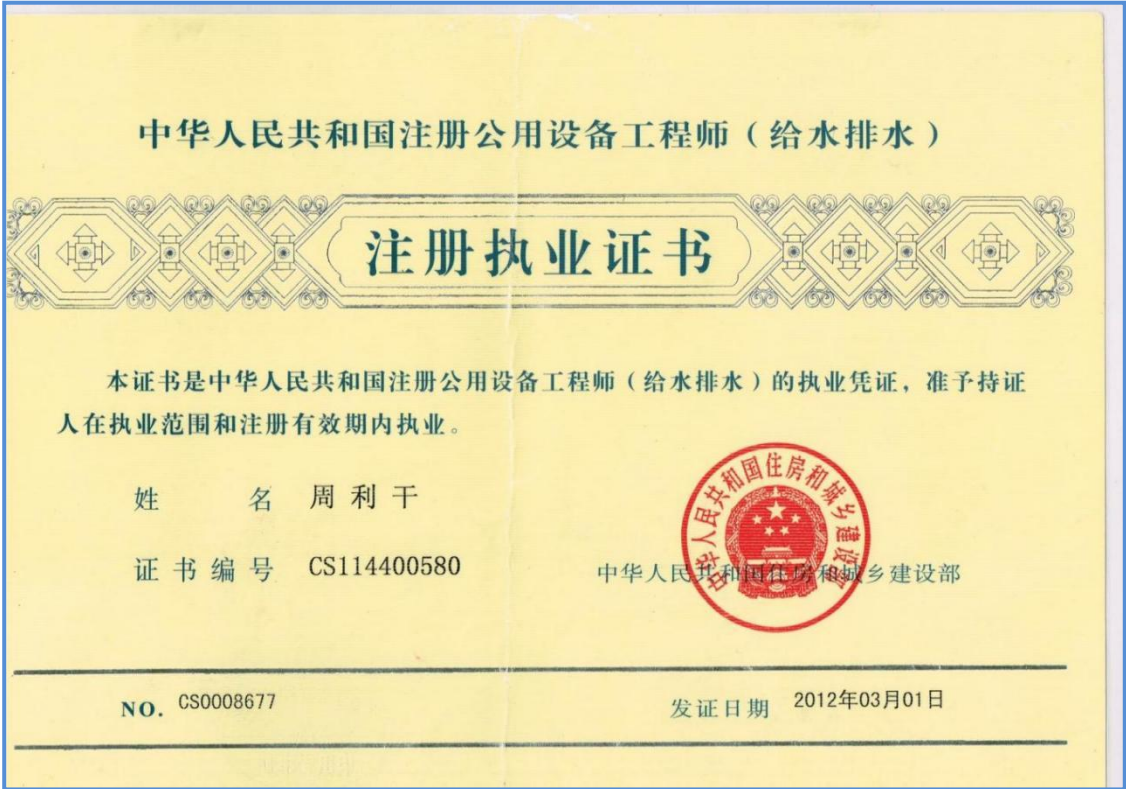 中华人民共和国注册公用设备工程师（给水排水）
注册执业证书
本证书是中华人民共和国注册公用设备工程师（给水排水）的执业凭证，准予持证
人在执业范围和注册有效期内执业。
姓名 周利干
证书编号 CS114400580
中华人民共和国住房和城乡建设部
中华人民共和国住房和城乡建设部
NO. CS0008677
发证日期 2012年03月01日